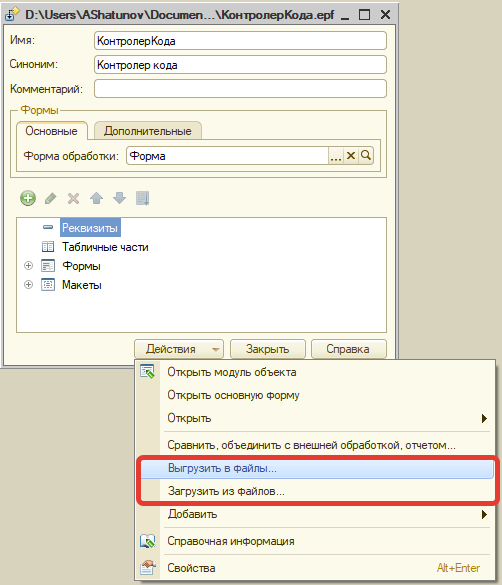 D:\Users\AShatunov\Documen...\КонтролерКода.epf
Имя: КонтролерКода
Синоним: Контролер кода
Комментарий:
Формы
Основные Дополнительные
Форма обработки: Форма
Реквизиты
Табличные части
Формы
Макеты
Действия Закрыть Справка
Открыть модуль объекта
Открыть основную форму
Открыть
Сравнить, объединить с внешней обработкой, отчетом...
Выгрузить в файлы...
Загрузить из файлов...
Добавить
Справочная информация
Свойства Alt+Enter